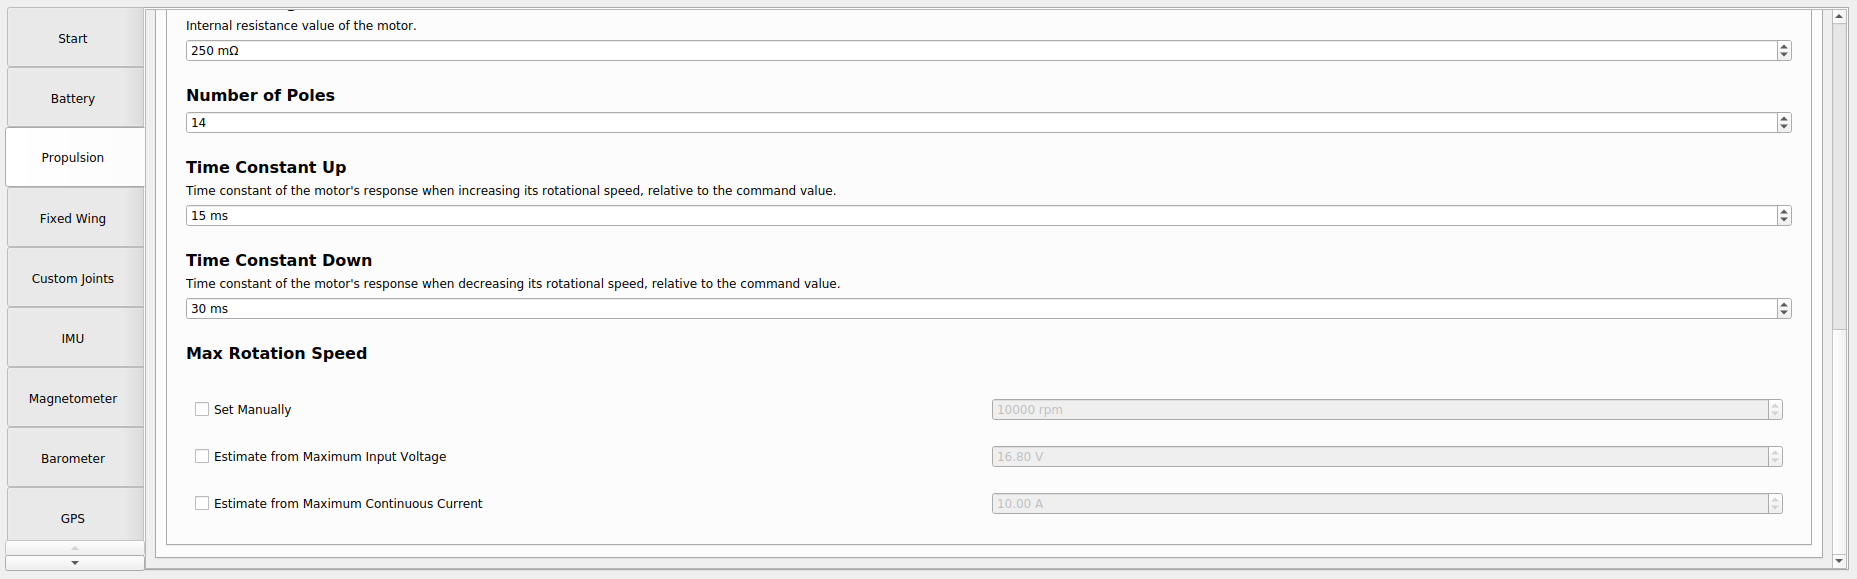 Start
Battery
Propulsion
Fixed Wing
Custom Joints
IMU
Magnetometer
Barometer
GPS
Internal resistance value of the motor.
250 mΩ
Number of Poles
14
Time Constant Up
Time constant of the motor's response when increasing its rotational speed, relative to the command value.
15 ms
Time Constant Down
Time constant of the motor's response when decreasing its rotational speed, relative to the command value.
30 ms
Max Rotation Speed
Set Manually
10000 rpm
Estimate from Maximum Input Voltage
16.80 V
Estimate from Maximum Continuous Current
10.00 A